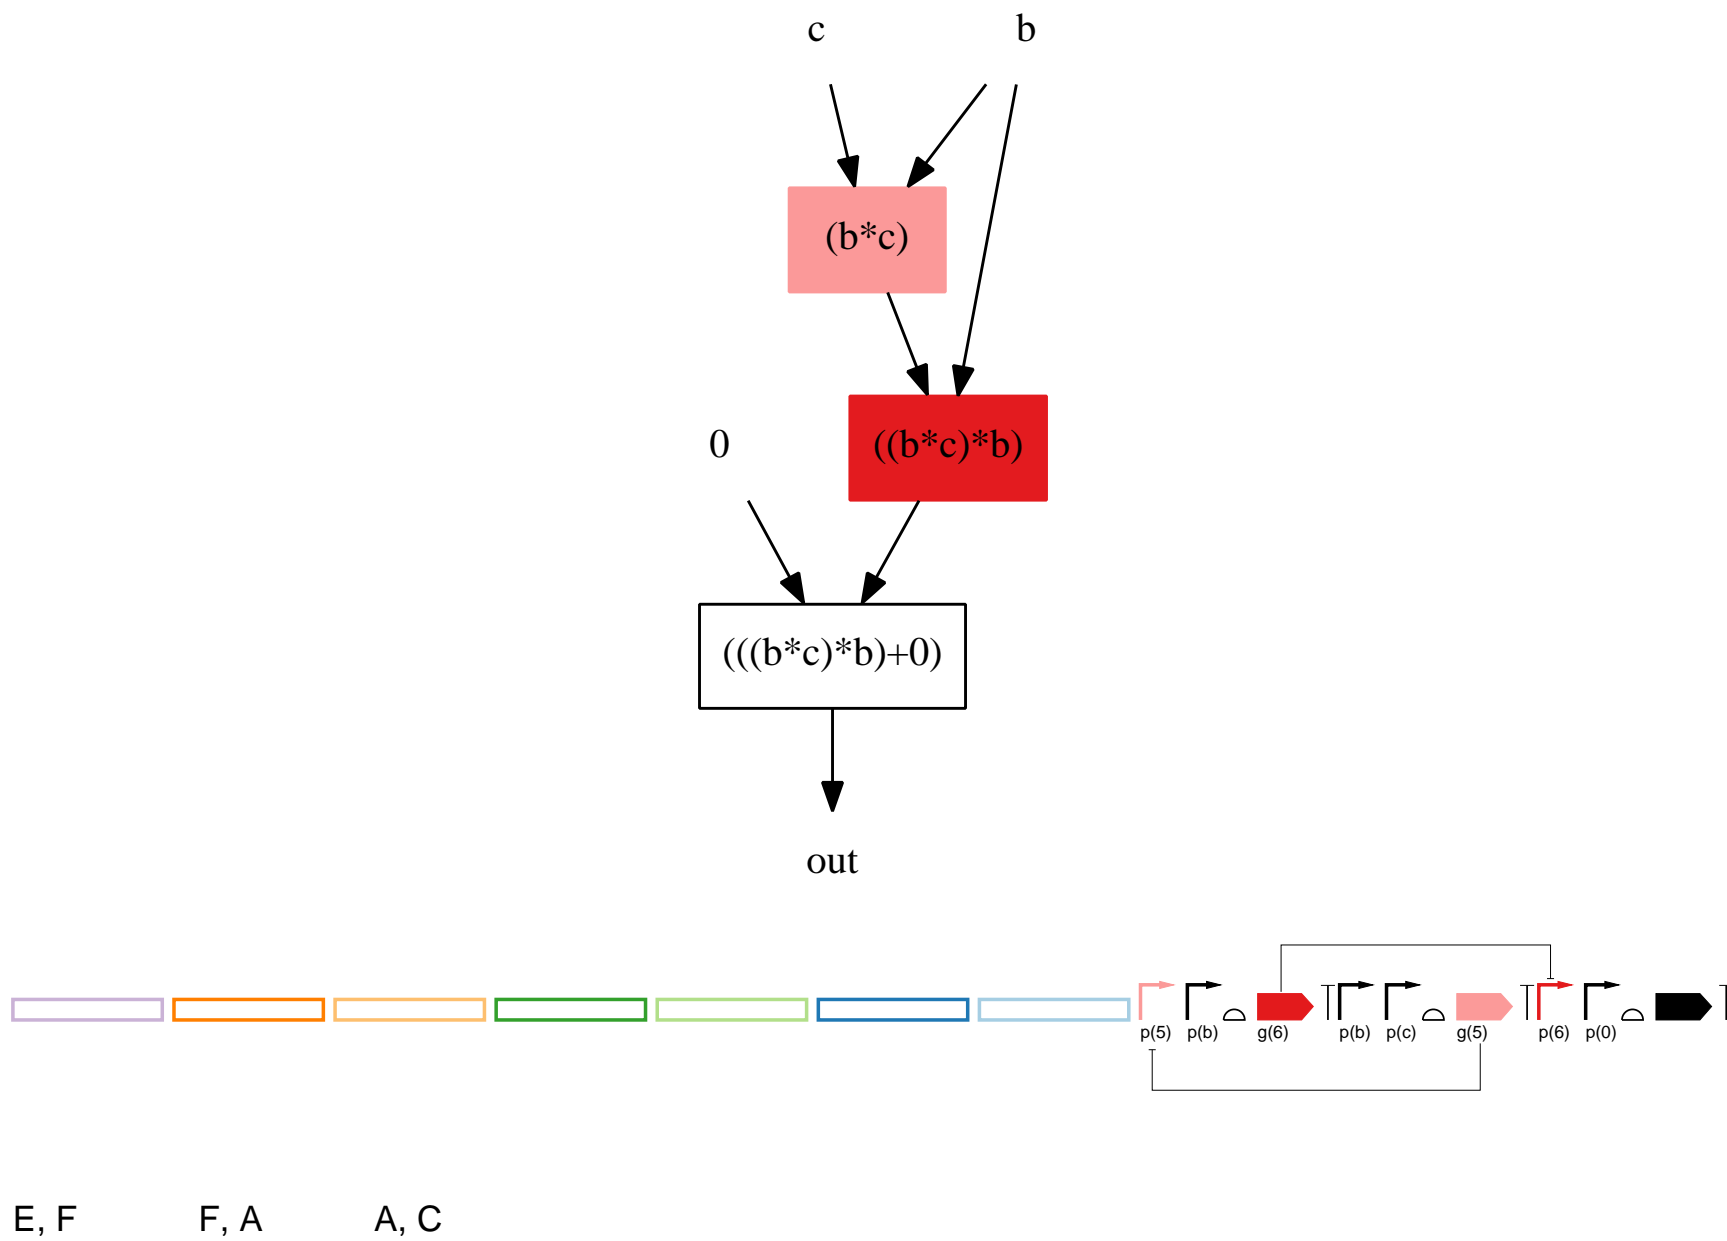 c b
(b*c)
0 ((b*c)*b)
(((b*c)*b)+0)
out
p(5) p(b) g(6) p(b) p(c) g(5) p(6) p(0)
E, F F, A A, C